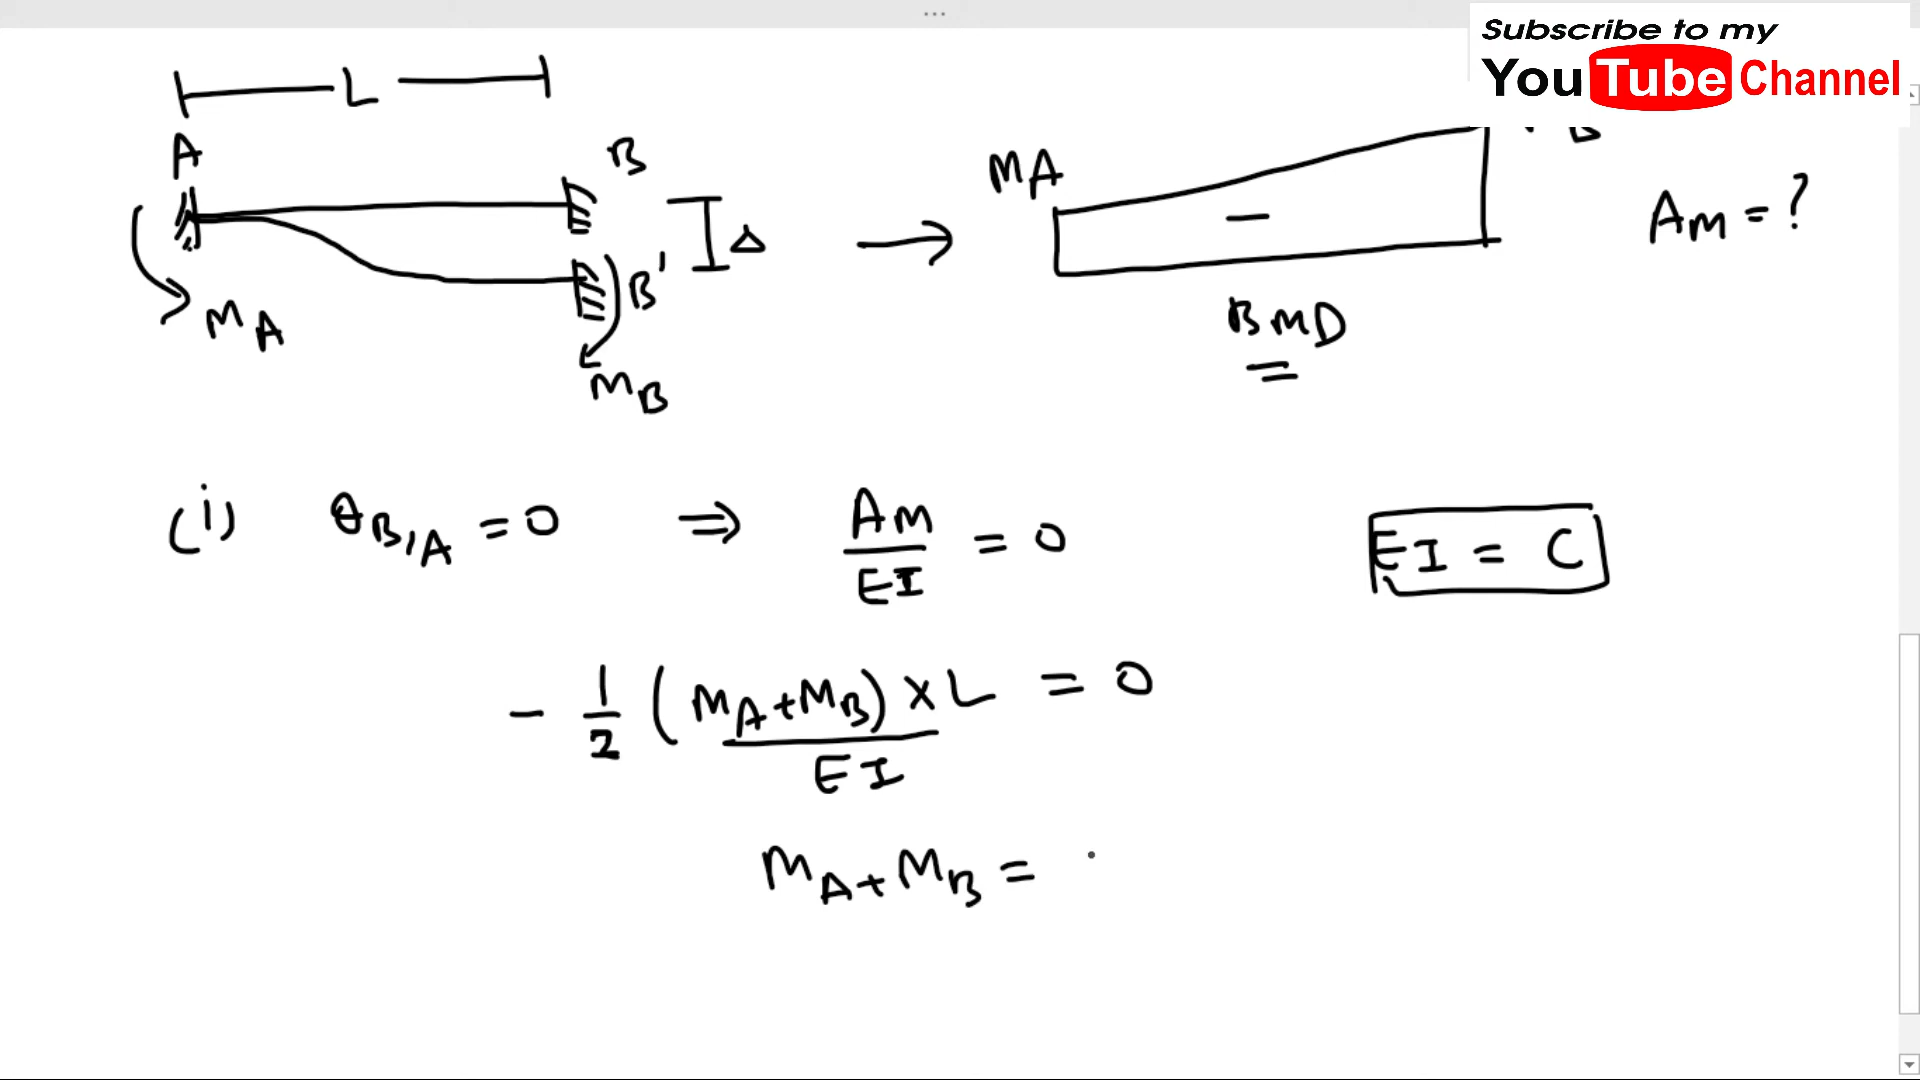 ...
Subscribe to my
YouTube Channel
L
A
B
MA
B
Δ
B'
AM = ?
MA
MB
BMD
(i) θB/A = 0 ⇒ AM/EI = 0
EI = C
- 1/2 (MA+MB) × L / EI = 0
MA + MB =